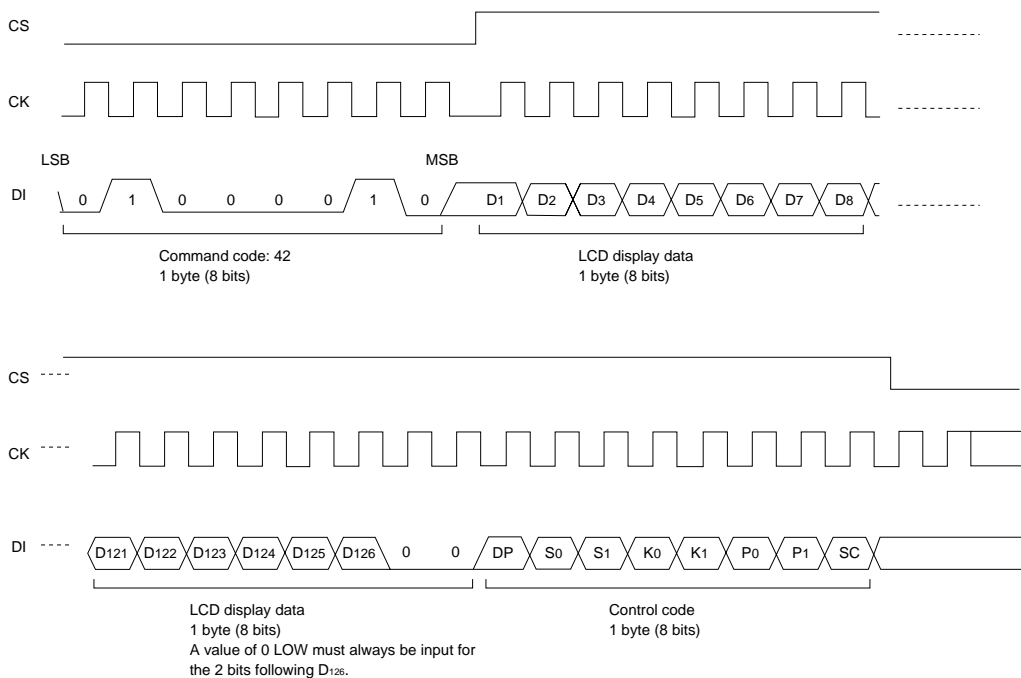 CS
CK
LSB MSB
DI 0 1 0 0 0 0 1 0 D1 D2 D3 D4 D5 D6 D7 D8
Command code: 42 LCD display data
1 byte (8 bits) 1 byte (8 bits)
CS
CK
DI D121 D122 D123 D124 D125 D126 0 0 DP S0 S1 K0 K1 P0 P1 SC
LCD display data Control code
1 byte (8 bits) 1 byte (8 bits)
A value of 0 LOW must always be input for
the 2 bits following D126.